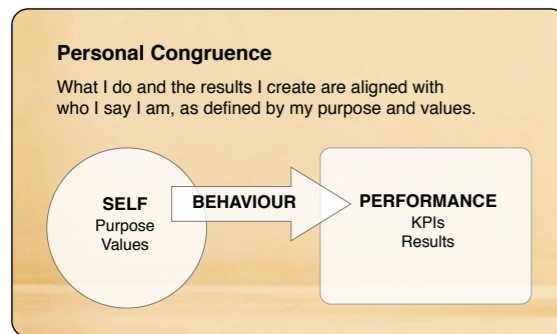 Personal Congruence
What I do and the results I create are aligned with
who I say I am, as defined by my purpose and values.
SELF
Purpose
Values
BEHAVIOUR
PERFORMANCE
KPIs
Results